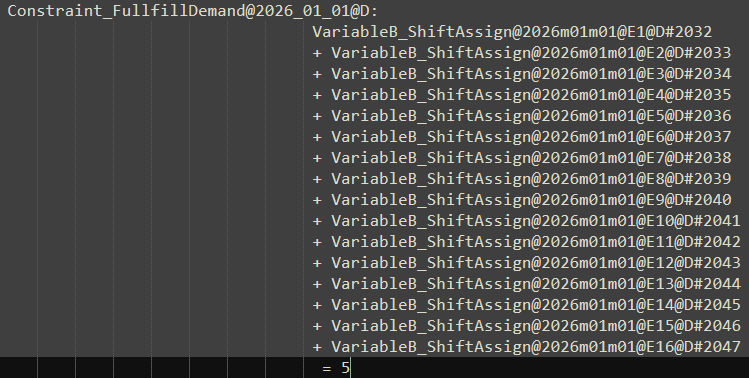 Constraint_FullfillDemand@2026_01_01@D:
VariableB_ShiftAssign@2026m01m01@E1@D#2032
+ VariableB_ShiftAssign@2026m01m01@E2@D#2033
+ VariableB_ShiftAssign@2026m01m01@E3@D#2034
+ VariableB_ShiftAssign@2026m01m01@E4@D#2035
+ VariableB_ShiftAssign@2026m01m01@E5@D#2036
+ VariableB_ShiftAssign@2026m01m01@E6@D#2037
+ VariableB_ShiftAssign@2026m01m01@E7@D#2038
+ VariableB_ShiftAssign@2026m01m01@E8@D#2039
+ VariableB_ShiftAssign@2026m01m01@E9@D#2040
+ VariableB_ShiftAssign@2026m01m01@E10@D#2041
+ VariableB_ShiftAssign@2026m01m01@E11@D#2042
+ VariableB_ShiftAssign@2026m01m01@E12@D#2043
+ VariableB_ShiftAssign@2026m01m01@E13@D#2044
+ VariableB_ShiftAssign@2026m01m01@E14@D#2045
+ VariableB_ShiftAssign@2026m01m01@E15@D#2046
+ VariableB_ShiftAssign@2026m01m01@E16@D#2047
= 5